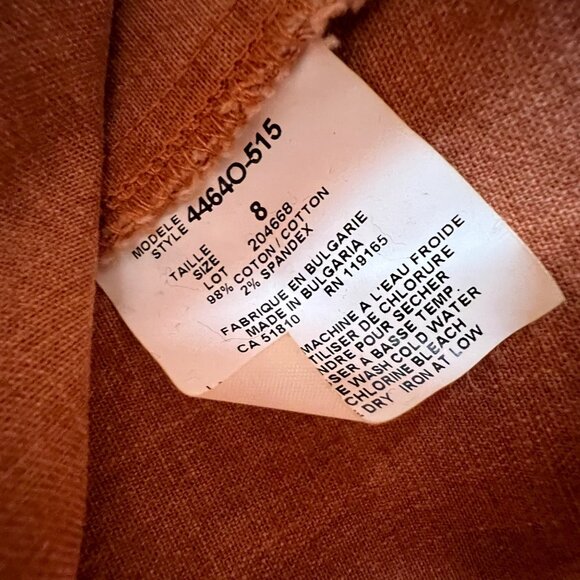 MODELE
STYLE 4464O-515
TAILLE
SIZE 8
LOT 204668
98% COTON / COTTON
2% SPANDEX
FABRIQUE EN BULGARIE
MADE IN BULGARIA
CA 51810 RN 119165
MACHINE A L'EAU FROIDE
TILISER DE CHLORURE
NDRE POUR SECHER
SER A BASSE TEMP.
E WASH COLD WATER
CHLORINE BLEACH
DRY IRON AT LOW